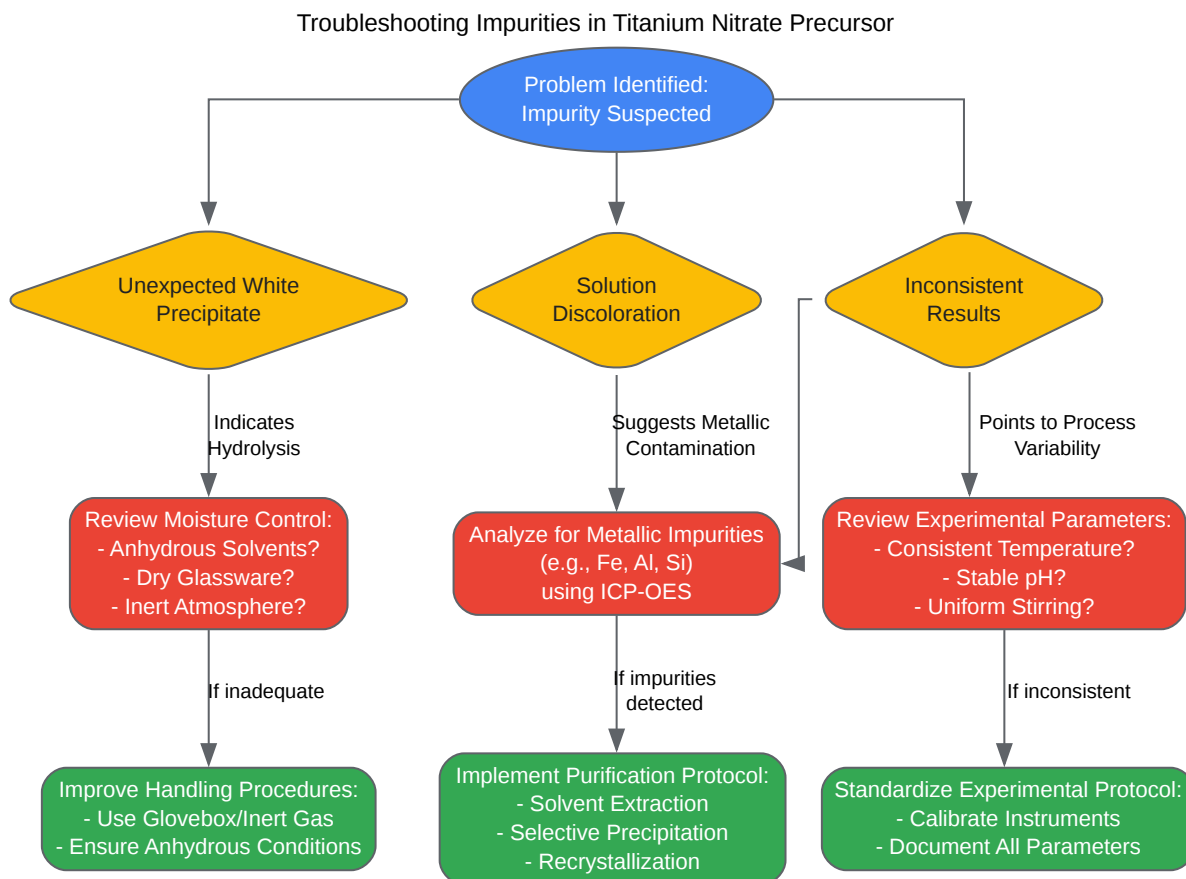 Troubleshooting Impurities in Titanium Nitrate Precursor
Problem Identified:
Impurity Suspected
Unexpected White
Precipitate
Solution
Discoloration
Inconsistent
Results
Indicates
Hydrolysis
Suggests Metallic
Contamination
Points to Process
Variability
Review Moisture Control:
- Anhydrous Solvents?
- Dry Glassware?
- Inert Atmosphere?
Analyze for Metallic Impurities
(e.g., Fe, Al, Si)
using ICP-OES
Review Experimental Parameters:
- Consistent Temperature?
- Stable pH?
- Uniform Stirring?
If inadequate
If impurities
detected
If inconsistent
Improve Handling Procedures:
- Use Glovebox/Inert Gas
- Ensure Anhydrous Conditions
Implement Purification Protocol:
- Solvent Extraction
- Selective Precipitation
- Recrystallization
Standardize Experimental Protocol:
- Calibrate Instruments
- Document All Parameters